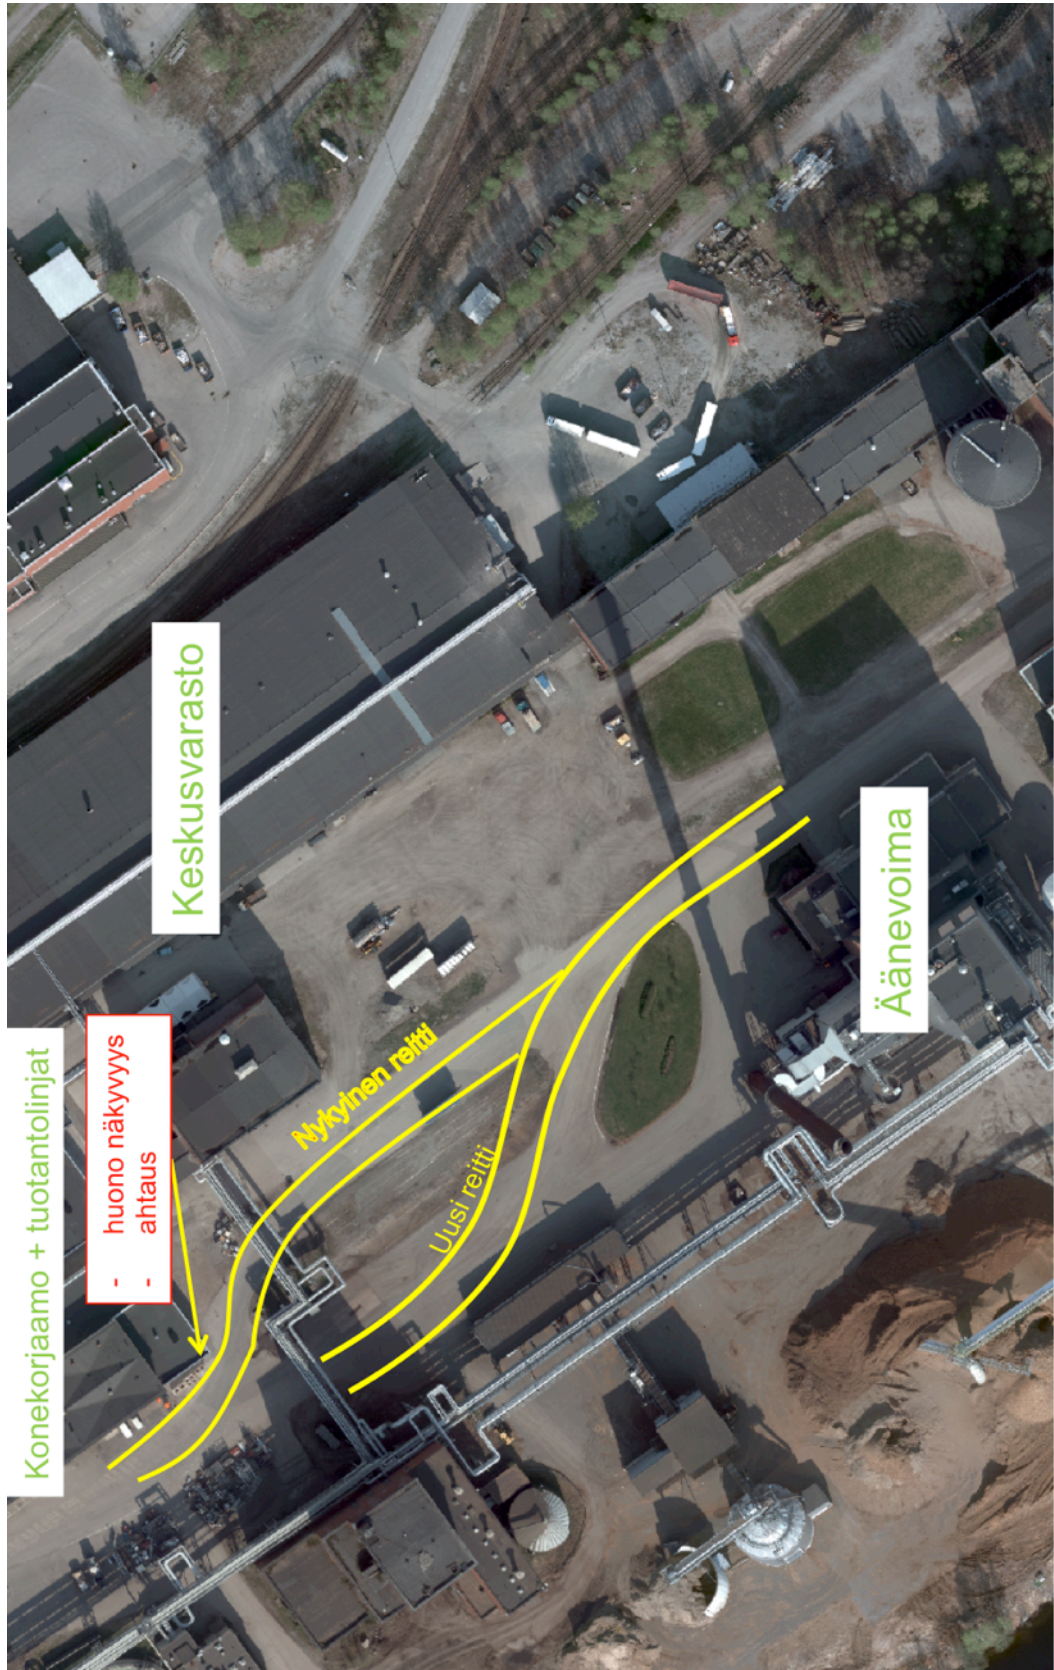 Konekorjaamo + tuotantolinjat
- huono näkyvyys
- ahtaus
Keskusvarasto
Nykyinen reitti
Uusi reitti
Äänevoima